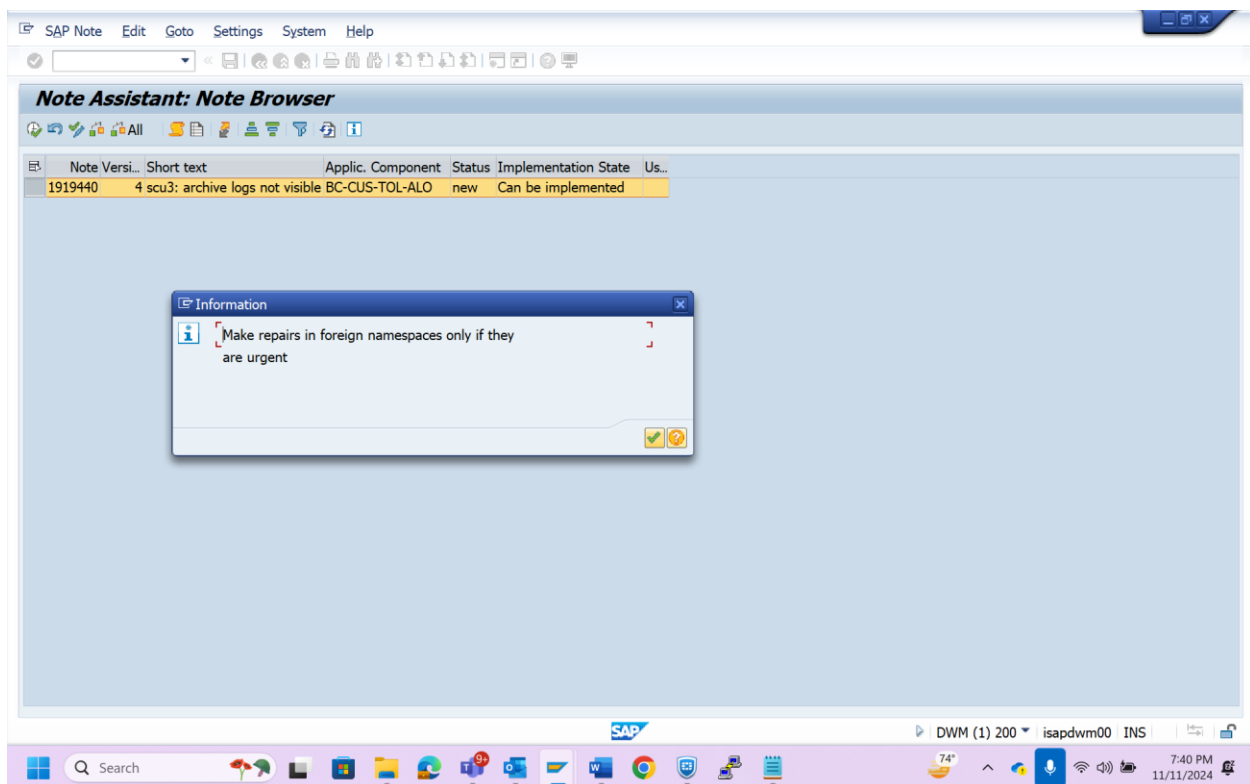 SAP Note Edit Goto Settings System Help
Note Assistant: Note Browser
All
Note Versi... Short text Applic. Component Status Implementation State Us...
1919440 4 scu3: archive logs not visible BC-CUS-TOL-ALO new Can be implemented
Information
Make repairs in foreign namespaces only if they
are urgent
SAP
DWM (1) 200 isapdwm00 INS
Search
9+
74°
7:40 PM
11/11/2024